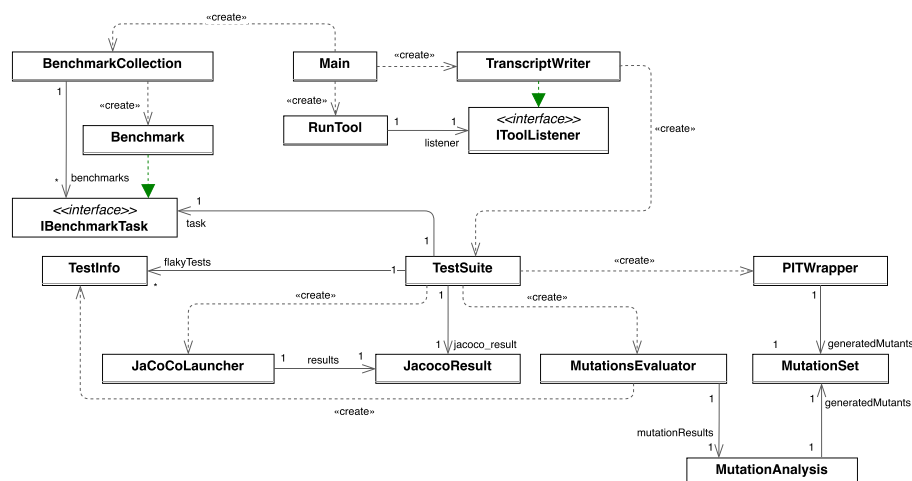 «create»
BenchmarkCollection
Main
«create»
TranscriptWriter
1
«create»
«create»
Benchmark
RunTool
1
1
listener
<<interface>>
IToolListener
«create»
*
benchmarks
<<interface>>
IBenchmarkTask
1
task
1
TestInfo
flakyTests
*
1
TestSuite
«create»
PITWrapper
«create»
1
«create»
1
1
jacoco_result
1
generatedMutants
JaCoCoLauncher
1
results
1
JacocoResult
MutationsEvaluator
MutationSet
«create»
1
1
generatedMutants
mutationResults
1
1
MutationAnalysis